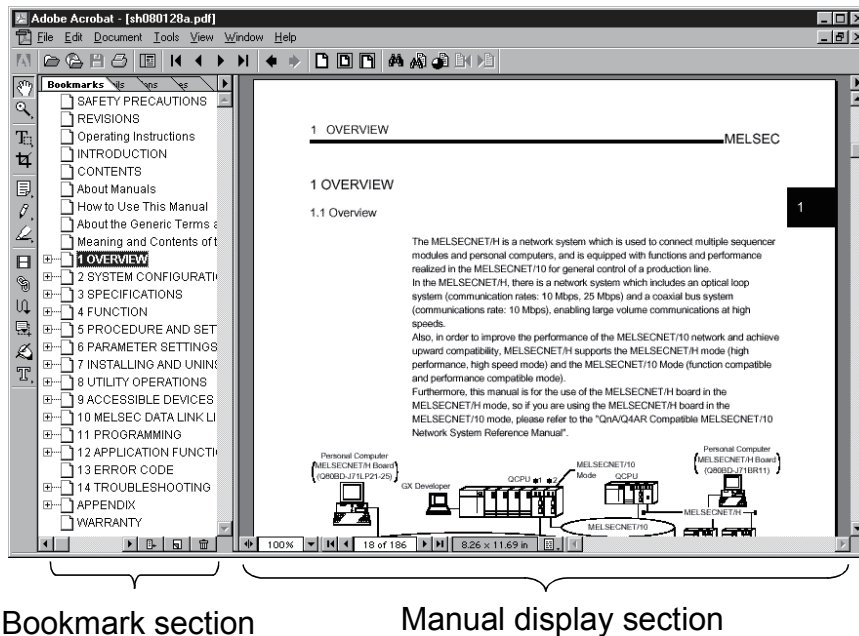 Adobe Acrobat - [sh080128a.pdf]
File Edit Document Tools View Window Help
Bookmarks
SAFETY PRECAUTIONS
REVISIONS
Operating Instructions
INTRODUCTION
CONTENTS
About Manuals
How to Use This Manual
About the Generic Terms a
Meaning and Contents of t
1 OVERVIEW
2 SYSTEM CONFIGURATI
3 SPECIFICATIONS
4 FUNCTION
5 PROCEDURE AND SET
6 PARAMETER SETTINGS
7 INSTALLING AND UNINS
8 UTILITY OPERATIONS
9 ACCESSIBLE DEVICES
10 MELSEC DATA LINK LI
11 PROGRAMMING
12 APPLICATION FUNCTI
13 ERROR CODE
14 TROUBLESHOOTING
APPENDIX
WARRANTY
1 OVERVIEW
MELSEC
1 OVERVIEW
1
1.1 Overview
The MELSECNET/H is a network system which is used to connect multiple sequencer
modules and personal computers, and is equipped with functions and performance
realized in the MELSECNET/10 for general control of a production line.
In the MELSECNET/H, there is a network system which includes an optical loop
system (communication rates: 10 Mbps, 25 Mbps) and a coaxial bus system
(communications rate: 10 Mbps), enabling large volume communications at high
speeds.
Also, in order to improve the performance of the MELSECNET/10 network and achieve
upward compatibility, MELSECNET/H supports the MELSECNET/H mode (high
performance, high speed mode) and the MELSECNET/10 Mode (function compatible
and performance compatible mode).
Furthermore, this manual is for the use of the MELSECNET/H board in the
MELSECNET/H mode, so if you are using the MELSECNET/H board in the
MELSECNET/10 mode, please refer to the "QnA/Q4AR Compatible MELSECNET/10
Network System Reference Manual".
Personal Computer
MELSECNET/H Board
(Q80BD-J71LP21-25)
GX Developer
QCPU *1 *2
MELSECNET/10
Mode
QCPU
Personal Computer
MELSECNET/H Board
(Q80BD-J71BR11)
MELSECNET/H
MELSECNET/10
100%
18 of 186
8.26 x 11.69 in
Bookmark section
Manual display section